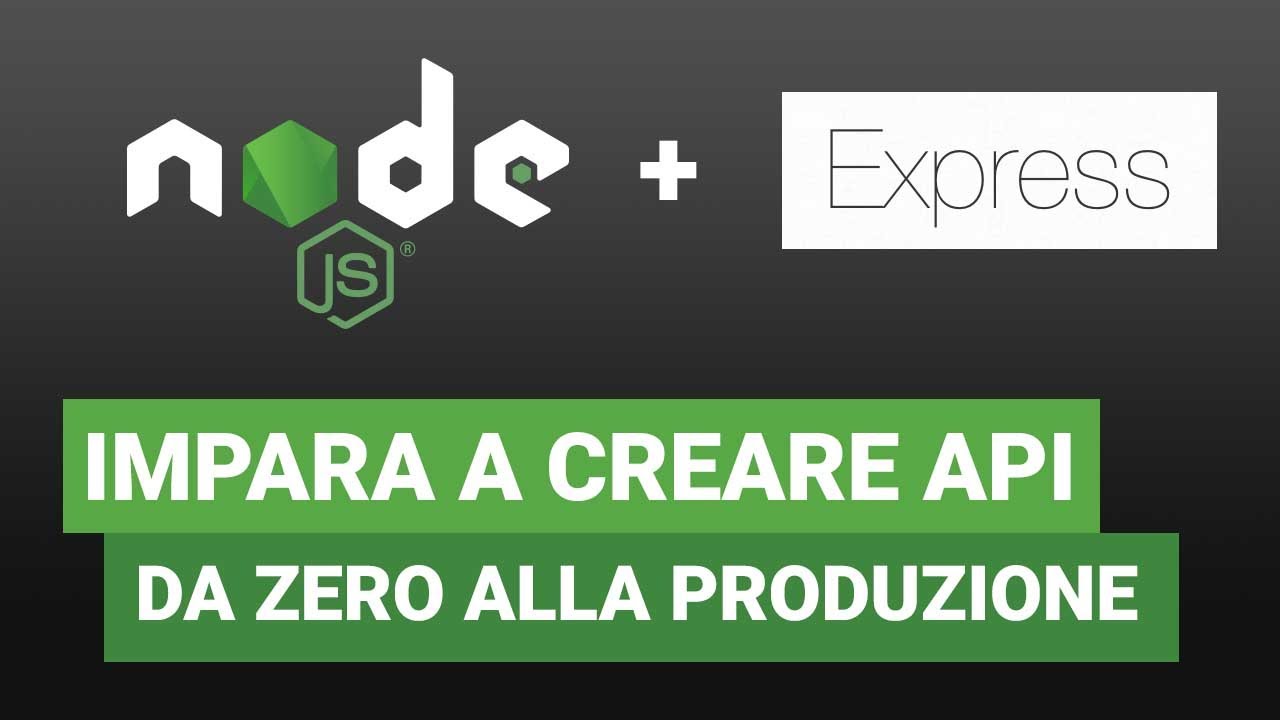 node
JS®
+
Express
IMPARA A CREARE API
DA ZERO ALLA PRODUZIONE